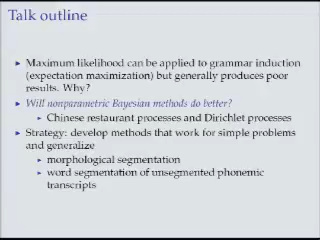 Talk outline
▸ Maximum likelihood can be applied to grammar induction
(expectation maximization) but generally produces poor
results. Why?
▸ Will nonparametric Bayesian methods do better?
▸ Chinese restaurant processes and Dirichlet processes
▸ Strategy: develop methods that work for simple problems
and generalize
▸ morphological segmentation
▸ word segmentation of unsegmented phonemic
transcripts